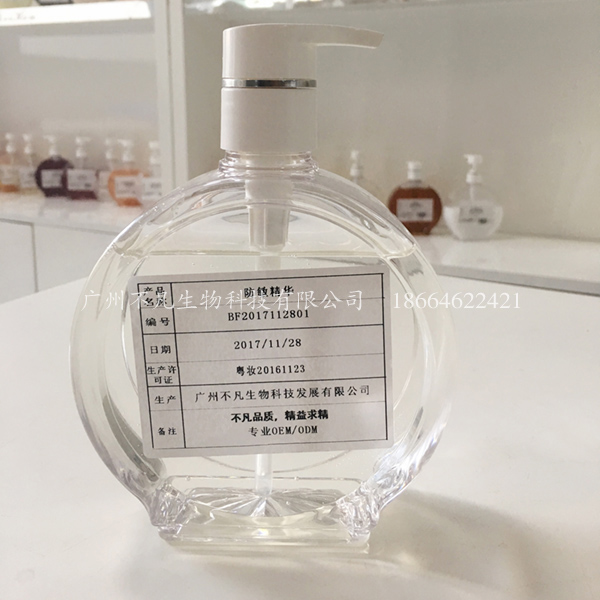 产品名称 防蚊精华
广州不凡生物科技有限公司 18664622421
编号 BF2017112801
日期 2017/11/28
生产许可证 粤妆20161123
生产 广州不凡生物科技发展有限公司
不凡品质，精益求精
备注 专业OEM/ODM